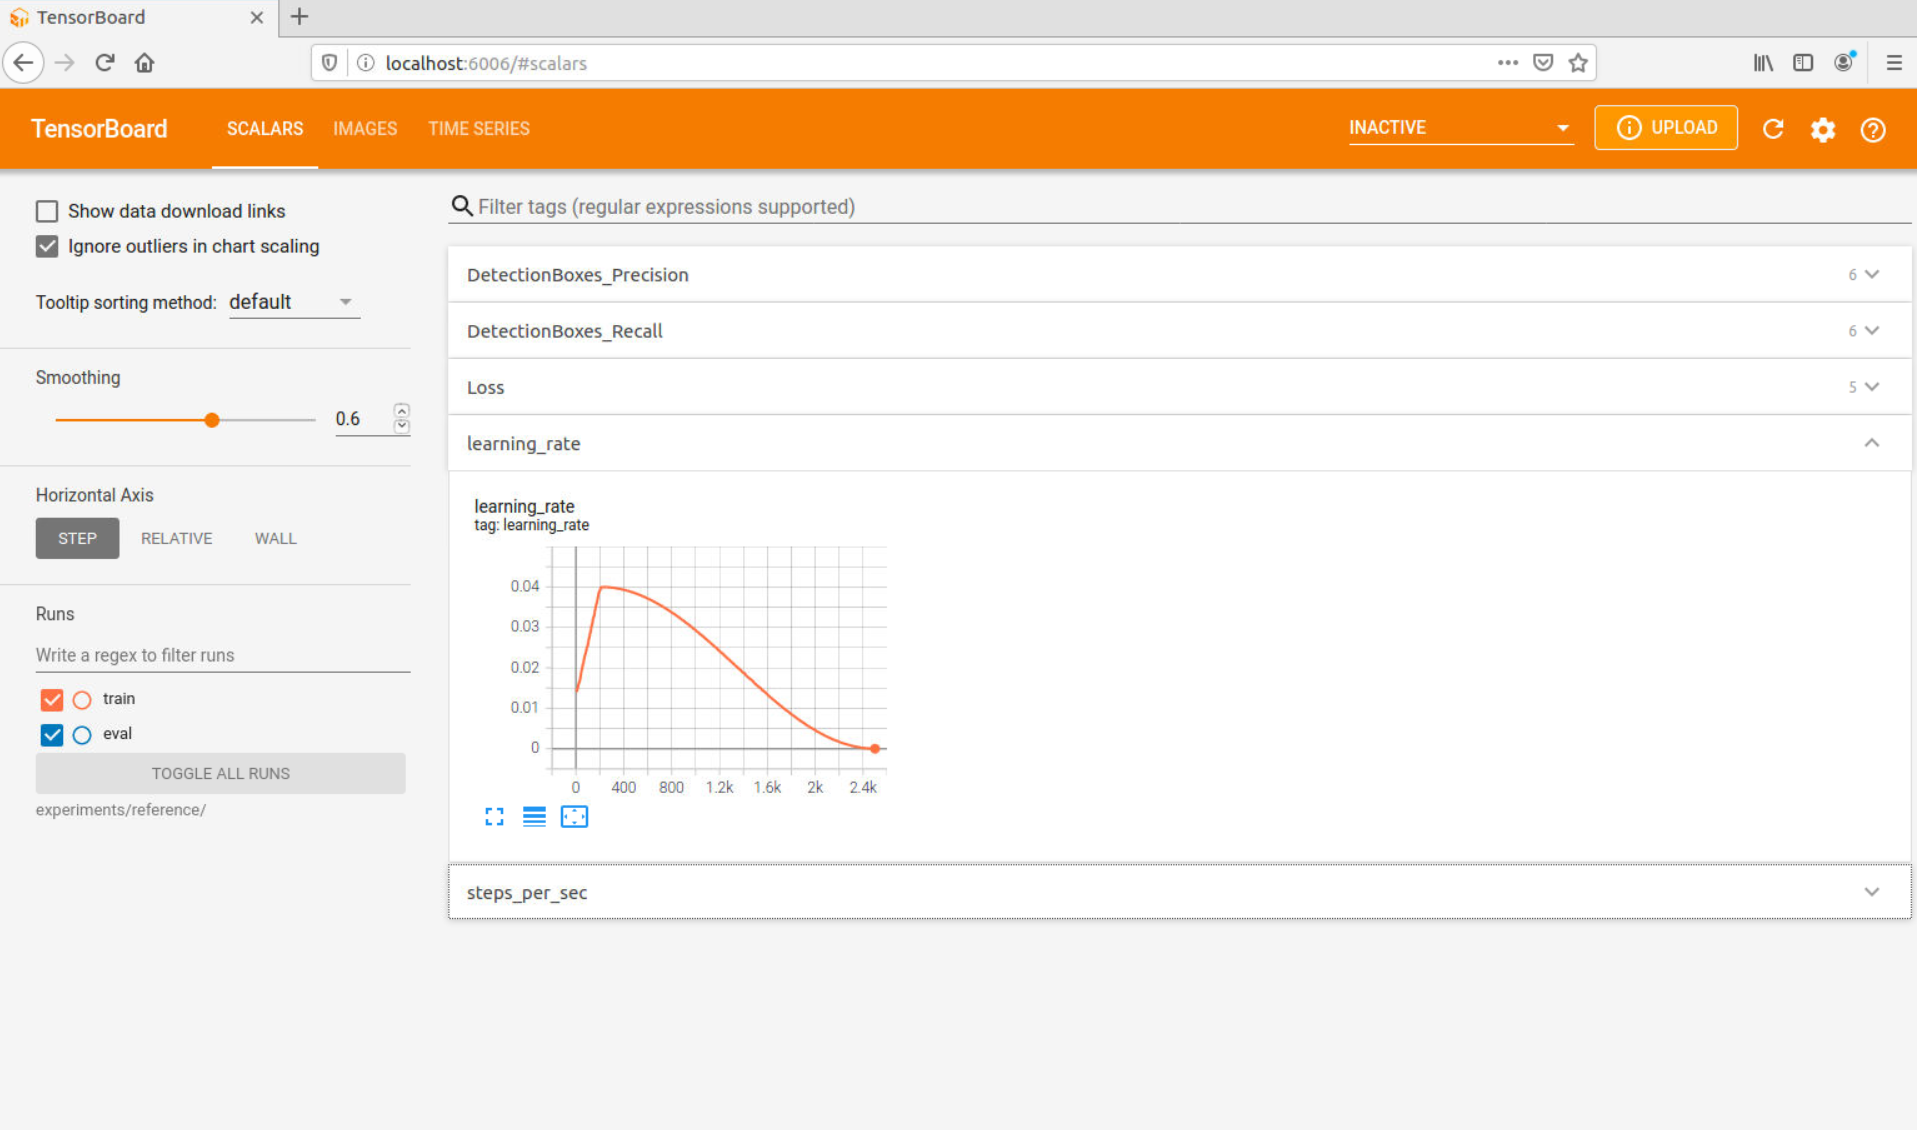 TensorBoard
localhost:6006/#scalars
TensorBoard SCALARS IMAGES TIME SERIES INACTIVE UPLOAD
Show data download links
Ignore outliers in chart scaling
Tooltip sorting method: default
Smoothing
0.6
Horizontal Axis
STEP RELATIVE WALL
Runs
Write a regex to filter runs
train
eval
TOGGLE ALL RUNS
experiments/reference/
Filter tags (regular expressions supported)
DetectionBoxes_Precision 6
DetectionBoxes_Recall 6
Loss 5
learning_rate
learning_rate
tag: learning_rate
0.04
0.03
0.02
0.01
0
0 400 800 1.2k 1.6k 2k 2.4k
steps_per_sec